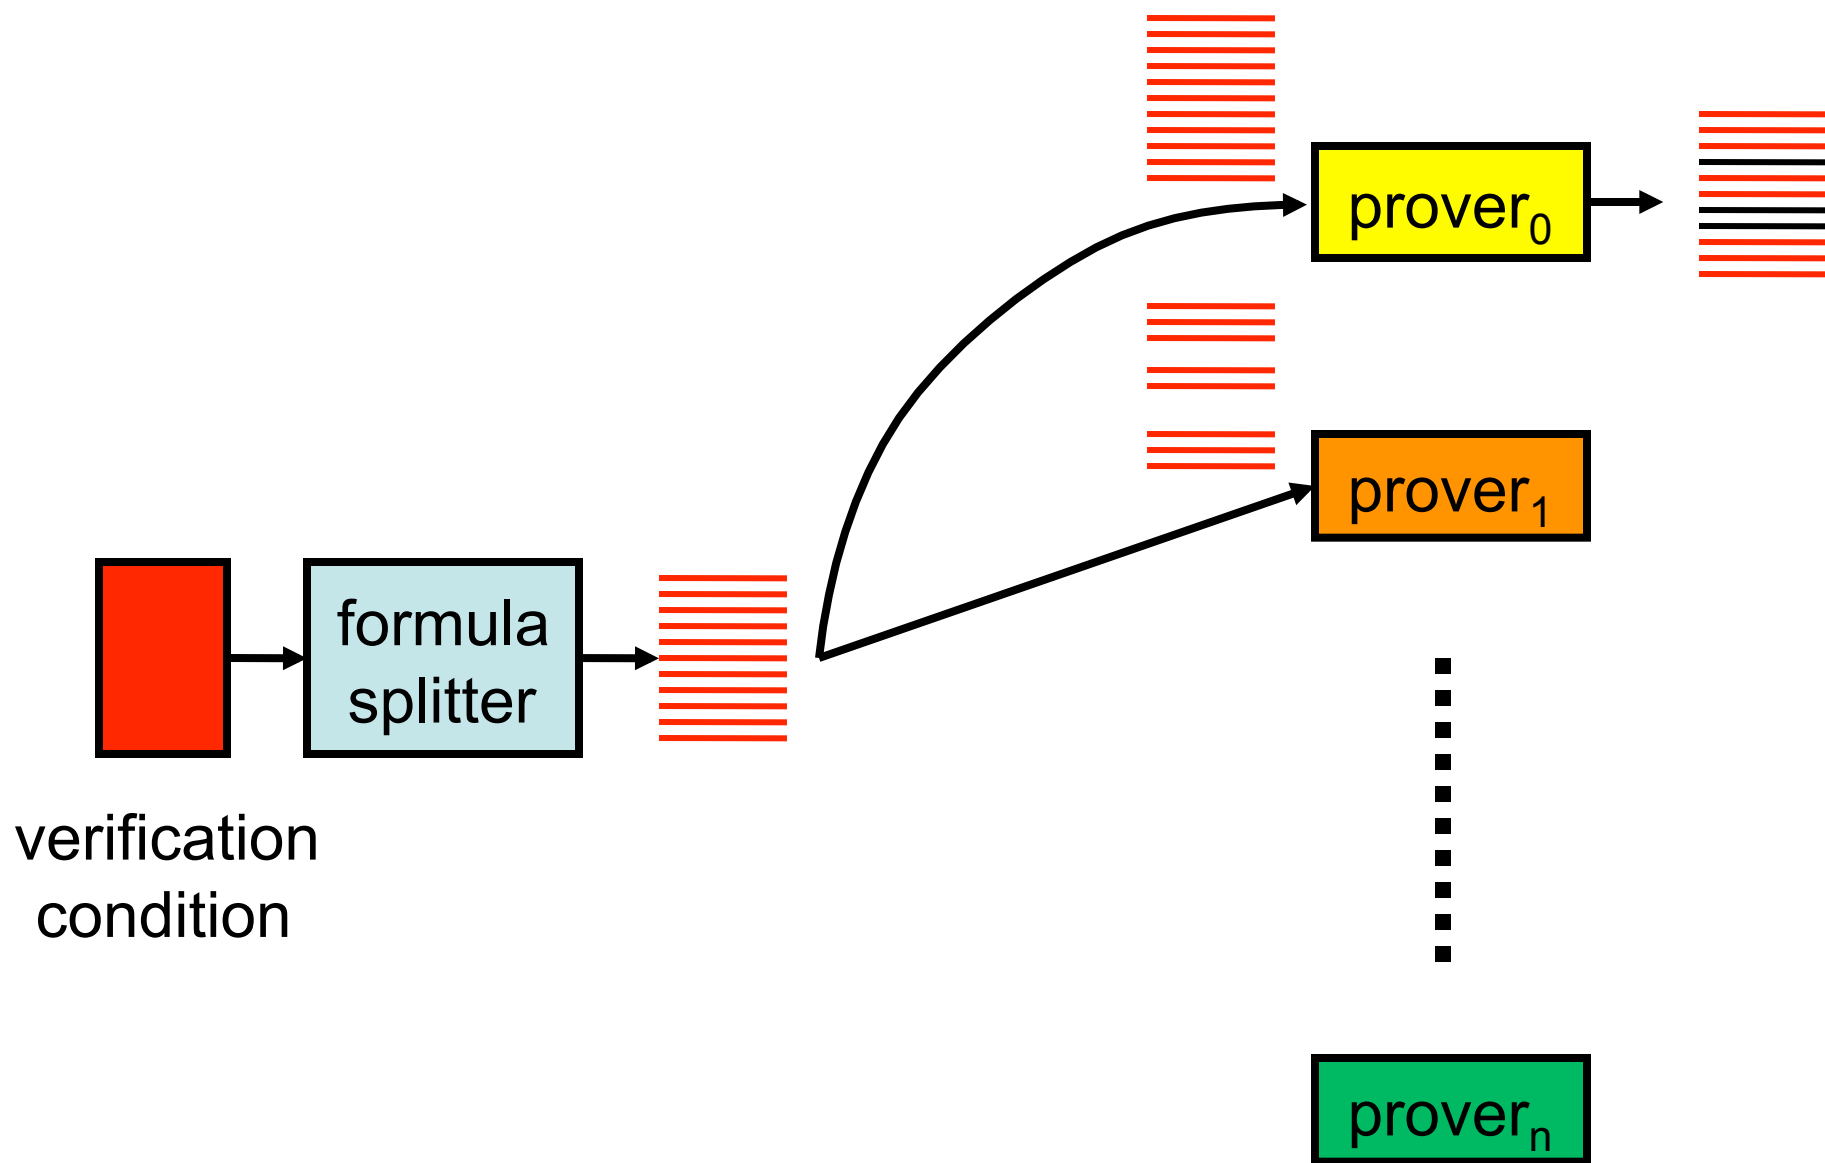 prover₀
prover₁
formula
splitter
verification
condition
proverₙ